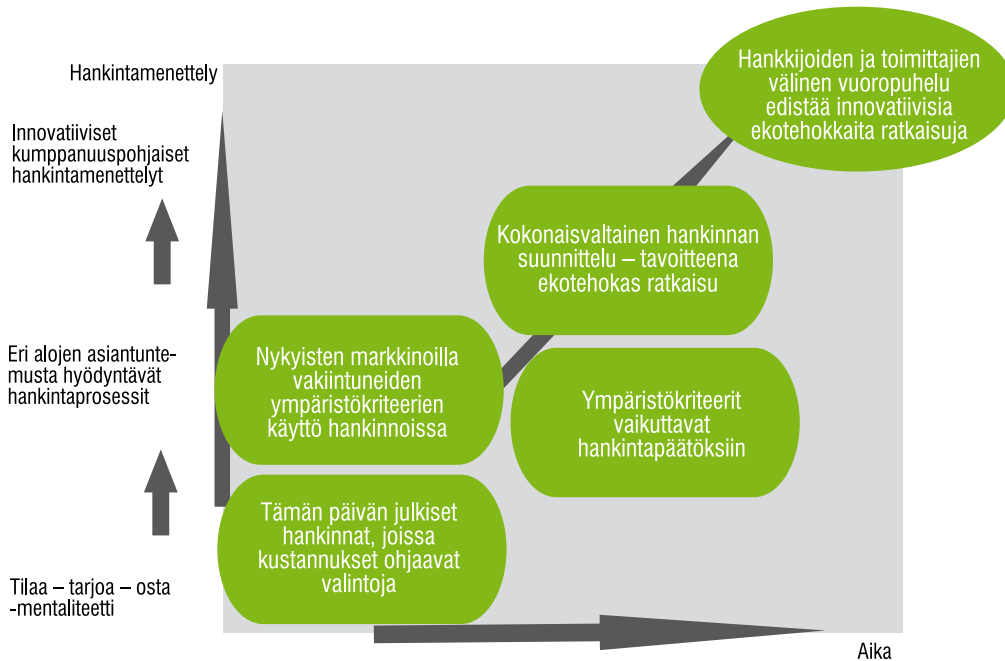 Hankintamenettely
Innovatiiviset
kumppanuuspohjaiset
hankintamenettelyt
Eri alojen asiantunte-
musta hyödyntävät
hankintaprosessit
Tilaa – tarjoa – osta
-mentaliteetti
Hankkijoiden ja toimittajien
välinen vuoropuhelu
edistää innovatiivisia
ekotehokkaita ratkaisuja
Kokonaisvaltainen hankinnan
suunnittelu – tavoitteena
ekotehokas ratkaisu
Nykyisten markkinoilla
vakiintuneiden
ympäristökriteerien
käyttö hankinnoissa
Ympäristökriteerit
vaikuttavat
hankintapäätöksiin
Tämän päivän julkiset
hankinnat, joissa
kustannukset ohjaavat
valintoja
Aika